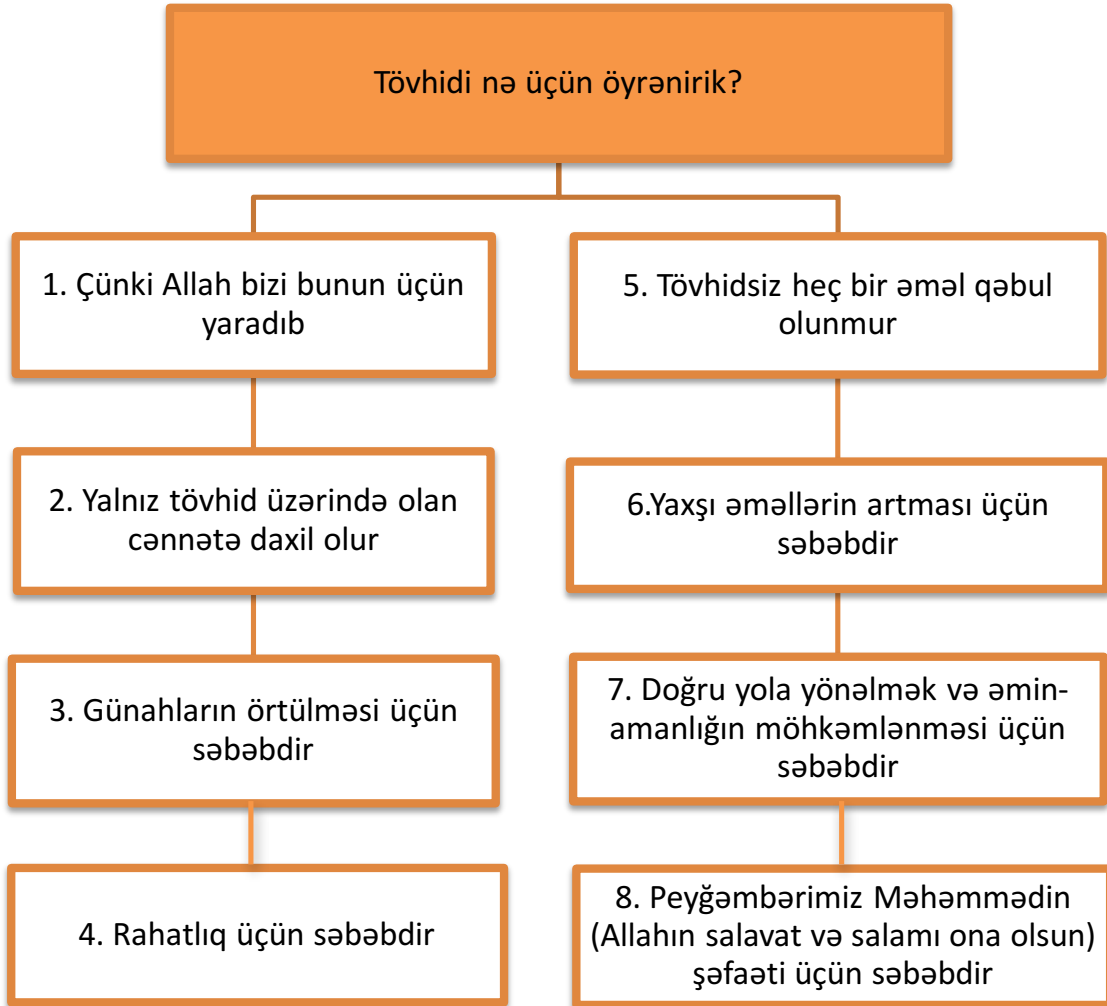 Tövhidi nə üçün öyrənirik?
1. Çünki Allah bizi bunun üçün
yaradıb
2. Yalnız tövhid üzərində olan
cənnətə daxil olur
3. Günahların örtülməsi üçün
səbəbdir
4. Rahatlıq üçün səbəbdir
5. Tövhidsiz heç bir əməl qəbul
olunmur
6.Yaxşı əməllərin artması üçün
səbəbdir
7. Doğru yola yönəlmək və əmin-
amanlığın möhkəmlənməsi üçün
səbəbdir
8. Peyğəmbərimiz Məhəmmədin
(Allahın salavat və salamı ona olsun)
şəfaəti üçün səbəbdir